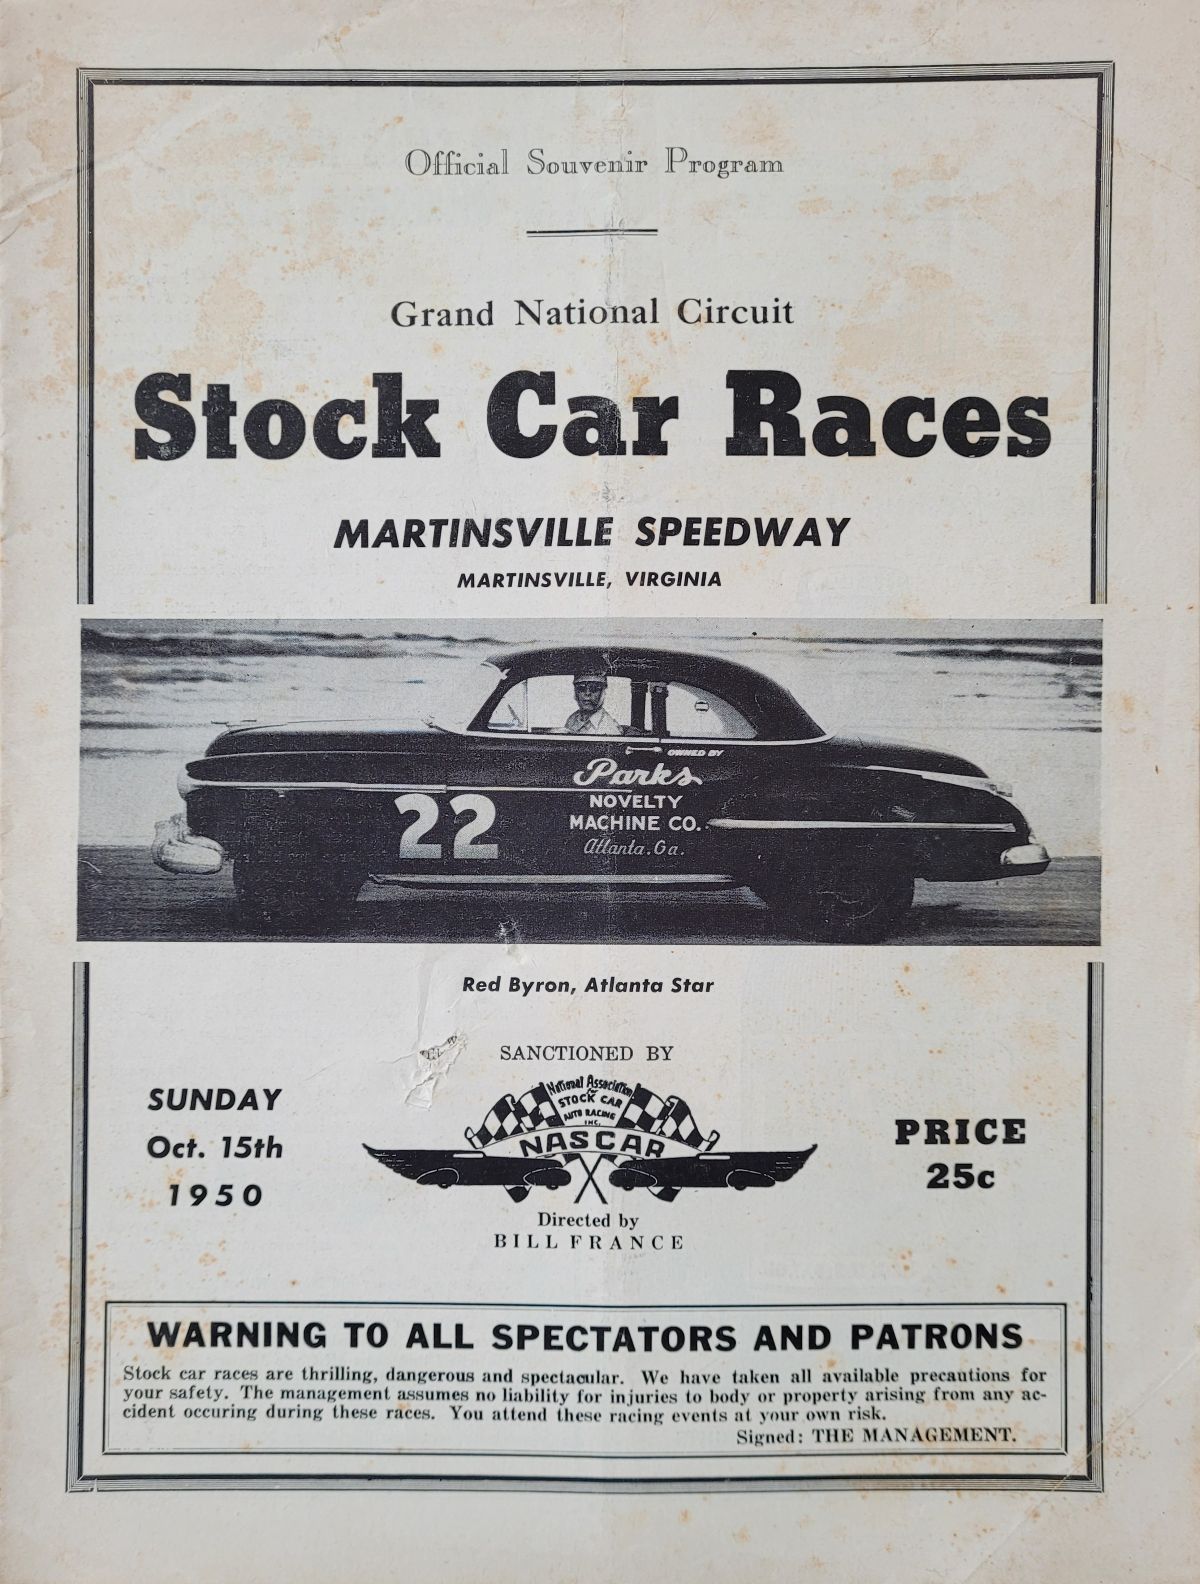 Official Souvenir Program
Grand National Circuit
Stock Car Races
MARTINSVILLE SPEEDWAY
MARTINSVILLE, VIRGINIA
OWNED BY
Parks
NOVELTY
MACHINE CO.
Atlanta. Ga.
22
Red Byron, Atlanta Star
SANCTIONED BY
National Association
for
STOCK CAR
AUTO RACING
INC.
NASCAR
Directed by
BILL FRANCE
SUNDAY
Oct. 15th
1950
PRICE
25c
WARNING TO ALL SPECTATORS AND PATRONS
Stock car races are thrilling, dangerous and spectacular. We have taken all available precautions for
your safety. The management assumes no liability for injuries to body or property arising from any ac-
cident occuring during these races. You attend these racing events at your own risk.
Signed: THE MANAGEMENT.